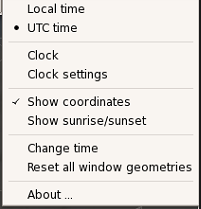 Local time
UTC time
Clock
Clock settings
Show coordinates
Show sunrise/sunset
Change time
Reset all window geometries
About ...